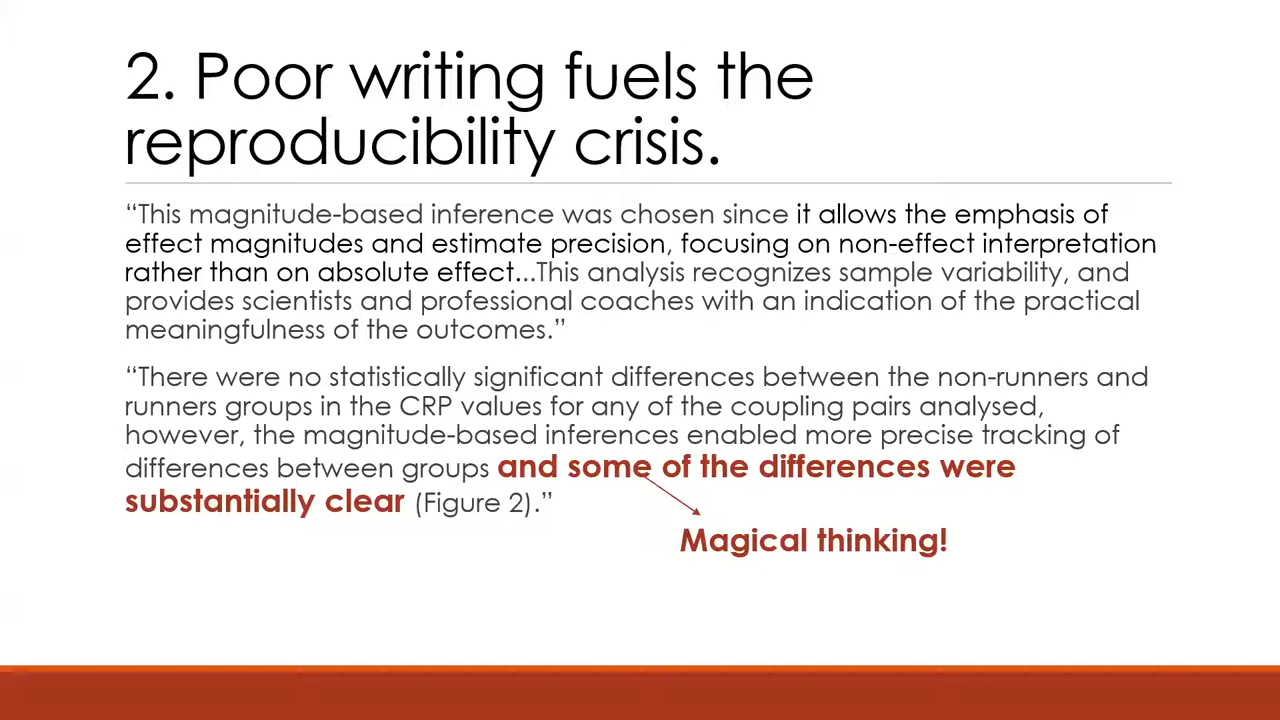 2. Poor writing fuels the
reproducibility crisis.
“This magnitude-based inference was chosen since it allows the emphasis of
effect magnitudes and estimate precision, focusing on non-effect interpretation
rather than on absolute effect...This analysis recognizes sample variability, and
provides scientists and professional coaches with an indication of the practical
meaningfulness of the outcomes.”
“There were no statistically significant differences between the non-runners and
runners groups in the CRP values for any of the coupling pairs analysed,
however, the magnitude-based inferences enabled more precise tracking of
differences between groups and some of the differences were
substantially clear (Figure 2).”
Magical thinking!